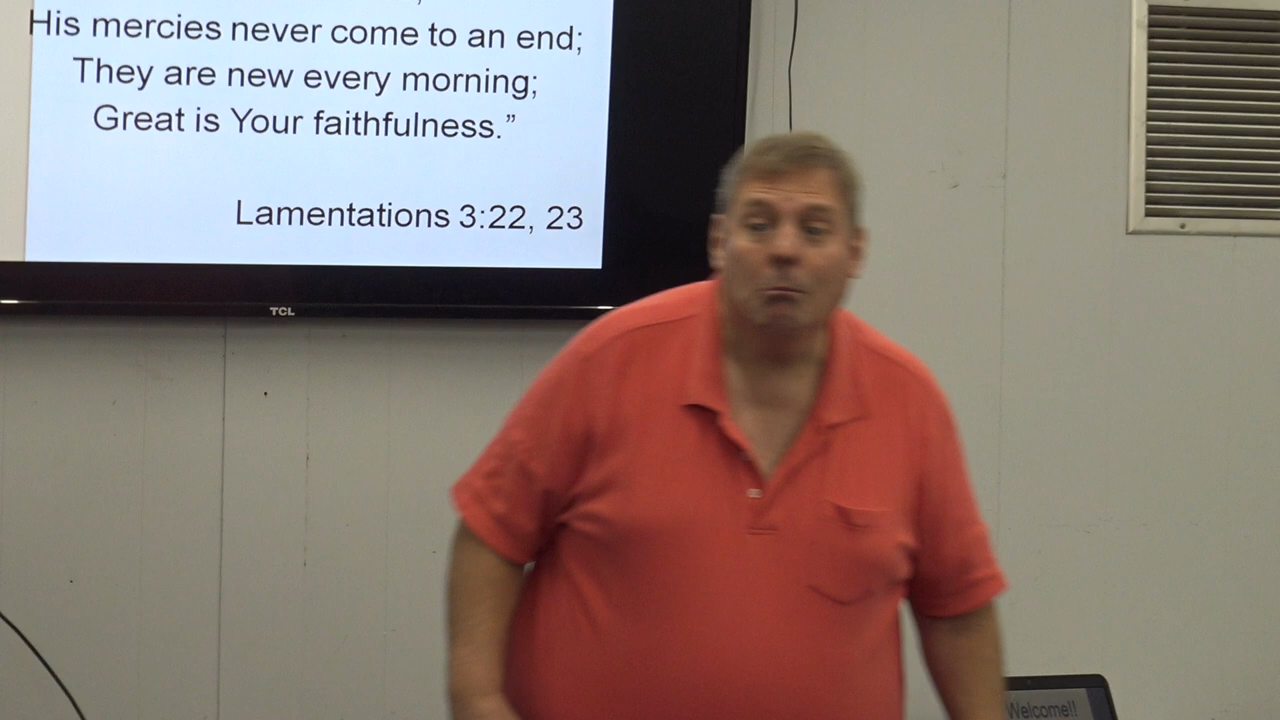 His mercies never come to an end;
They are new every morning;
Great is Your faithfulness.”
Lamentations 3:22, 23
TCL
Welcome!!